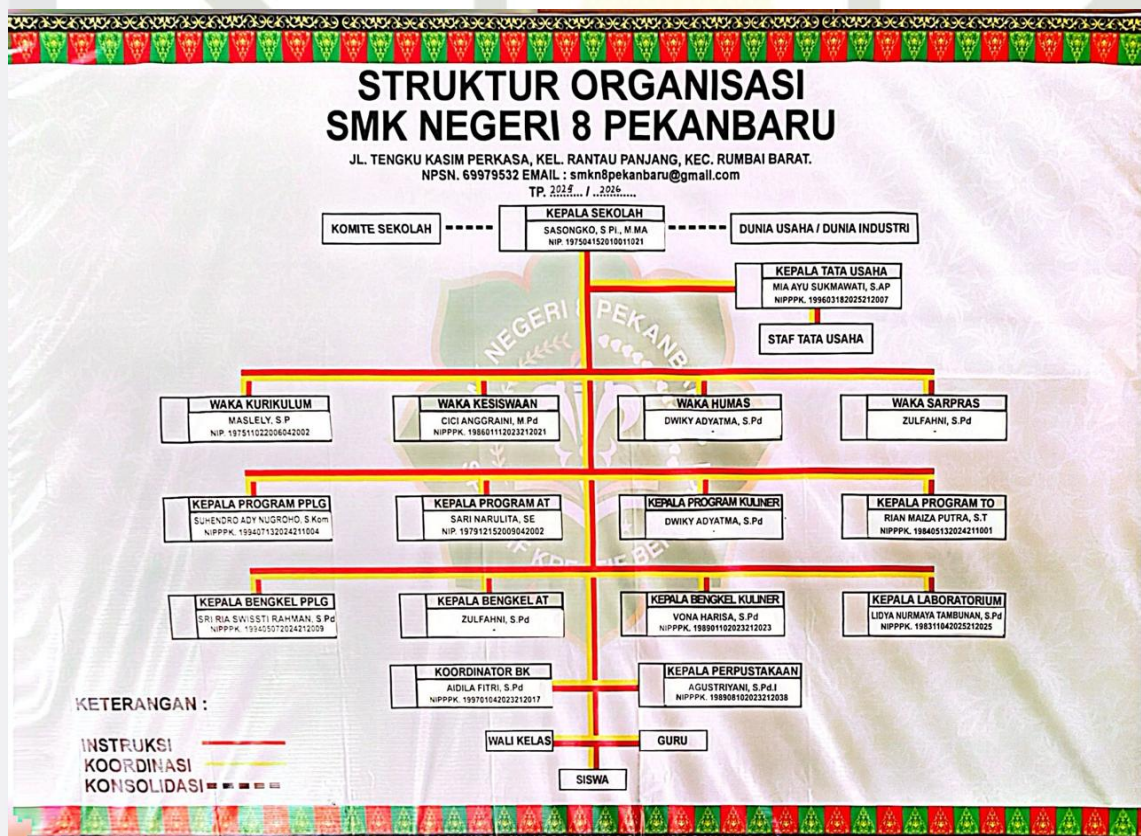 STRUKTUR ORGANISASI
SMK NEGERI 8 PEKANBARU
JL. TENGKU KASIM PERKASA, KEL. RANTAU PANJANG, KEC. RUMBAI BARAT.
NPSN. 69979532 EMAIL : smkn8pekanbaru@gmail.com
TP. 2025 / 2026
KOMITE SEKOLAH
KEPALA SEKOLAH
SASONGKO, S Pi., M.MA
NIP. 197504152010011021
DUNIA USAHA / DUNIA INDUSTRI
KEPALA TATA USAHA
MIA AYU SUKMAWATI, S.AP
NIPPPK. 199603182025212007
STAF TATA USAHA
WAKA KURIKULUM
MASLELY, S.P
NIP. 197511022006042002
WAKA KESISWAAN
CICI ANGGRAINI, M.Pd
NIPPPK. 198601112023212021
WAKA HUMAS
DWIKY ADYATMA, S.Pd
-
WAKA SARPRAS
ZULFAHNI, S.Pd
-
KEPALA PROGRAM PPLG
SUHENDRO ADY NUGROHO, S.Kom
NIPPPK. 199407132024211004
KEPALA PROGRAM AT
SARI NARULITA, SE
NIP. 197912152009042002
KEPALA PROGRAM KULINER
DWIKY ADYATMA, S.Pd
-
KEPALA PROGRAM TO
RIAN MAIZA PUTRA, S.T
NIPPPK. 198405132024211001
KEPALA BENGKEL PPLG
SRI RIA SWISSTI RAHMAN, S.Pd
NIPPPK. 199405072024212009
KEPALA BENGKEL AT
ZULFAHNI, S.Pd
-
KEPALA BENGKEL KULINER
VONA HARISA, S.Pd
NIPPPK. 198901102023212023
KEPALA LABORATORIUM
LIDYA NURMAYA TAMBUNAN, S.Pd
NIPPPK. 198311042025212025
KOORDINATOR BK
AIDILA FITRI, S.Pd
NIPPPK. 199701042023212017
KEPALA PERPUSTAKAAN
AGUSTRIYANI, S.Pd.I
NIPPPK. 198908102023212038
WALI KELAS
GURU
SISWA
KETERANGAN :
INSTRUKSI
KOORDINASI
KONSOLIDASI